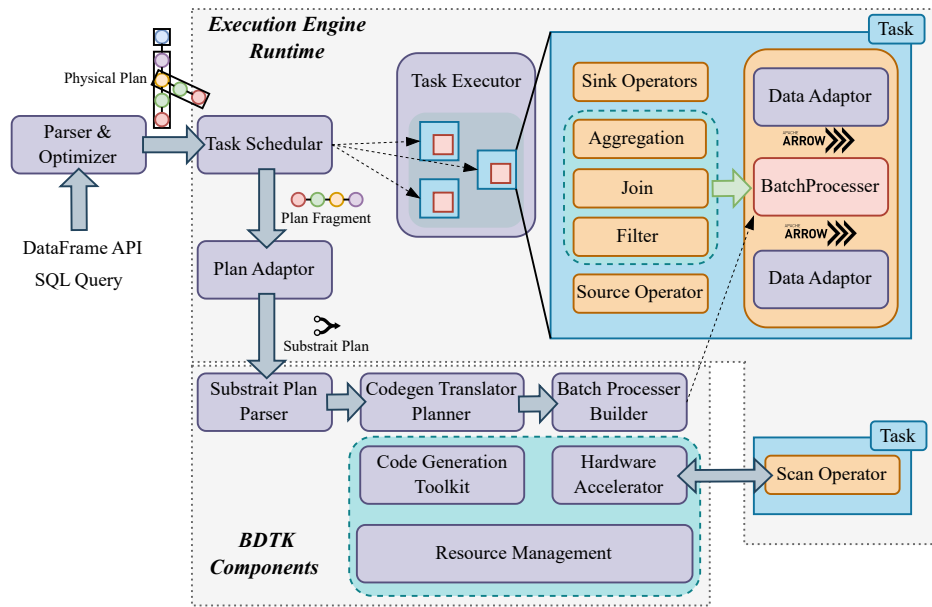 Execution Engine
Runtime
Physical Plan
Parser &
Optimizer
DataFrame API
SQL Query
Task Schedular
Plan Fragment
Plan Adaptor
Substrait Plan
Task Executor
Task
Sink Operators
Aggregation
Join
Filter
Source Operator
Data Adaptor
APACHE
ARROW
BatchProcesser
APACHE
ARROW
Data Adaptor
Substrait Plan
Parser
Codegen Translator
Planner
Batch Processer
Builder
Code Generation
Toolkit
Hardware
Accelerator
Resource Management
BDTK
Components
Task
Scan Operator